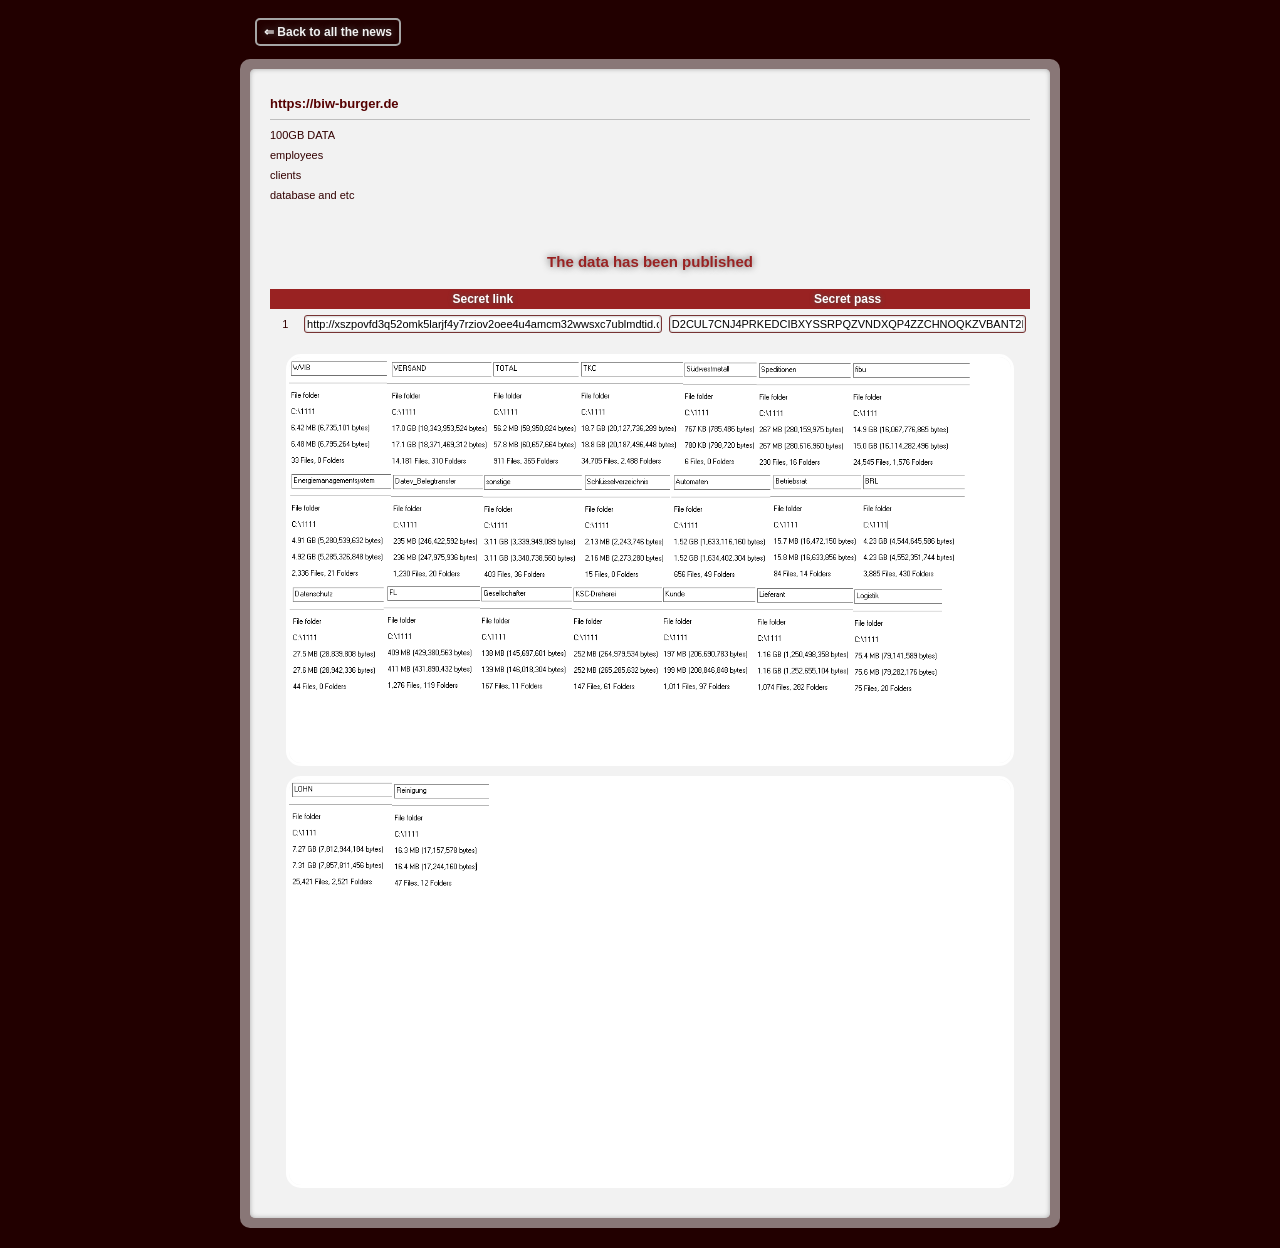 ⇐ Back to all the news
https://biw-burger.de
100GB DATA
employees
clients
database and etc
The data has been published
Secret link Secret pass
1 http://xszpovfd3q52omk5larjf4y7rziov2oee4u4amcm32wwsxc7ublmdtid. D2CUL7CNJ4PRKEDCIBXYSSRPQZVNDXQP4ZZCHNOQKZVBANT2
VERSAND TOTAL TKC Südwestmetall Speditionen fibu
File folder File folder File folder File folder File folder File folder File folder
C:\1111 C:\1111 C:\1111 C:\1111 C:\1111 C:\1111 C:\1111
6.42 MB (6,735,101 bytes) 17.0 GB (18,343,953,524 bytes) 56.2 MB (58,950,824 bytes) 18.7 GB (20,127,736,289 bytes) 767 KB (785,486 bytes) 267 MB (280,159,975 bytes) 14.9 GB (16,067,776,865 bytes)
6.48 MB (6,795,264 bytes) 17.1 GB (18,371,469,312 bytes) 57.8 MB (60,657,664 bytes) 18.8 GB (20,187,496,448 bytes) 780 KB (798,720 bytes) 267 MB (280,616,960 bytes) 15.0 GB (16,114,282,496 bytes)
33 Files, 0 Folders 14,181 Files, 310 Folders 911 Files, 365 Folders 34,705 Files, 2,488 Folders 6 Files, 0 Folders 230 Files, 16 Folders 24,545 Files, 1,576 Folders
Energiemanagementsystem Datev_Belegtransfer sonstige Schlüsselverzeichnis Automaten Betriebsrat BRL
File folder File folder File folder File folder File folder File folder File folder
C:\1111 C:\1111 C:\1111 C:\1111 C:\1111 C:\1111 C:\1111
4.91 GB (5,280,539,632 bytes) 235 MB (246,422,592 bytes) 3.11 GB (3,339,949,089 bytes) 2.13 MB (2,243,746 bytes) 1.52 GB (1,633,116,160 bytes) 15.7 MB (16,472,150 bytes) 4.23 GB (4,544,645,586 bytes)
4.92 GB (5,285,326,848 bytes) 236 MB (247,975,936 bytes) 3.11 GB (3,340,738,560 bytes) 2.16 MB (2,273,280 bytes) 1.52 GB (1,634,402,304 bytes) 15.8 MB (16,633,856 bytes) 4.23 GB (4,552,351,744 bytes)
2,336 Files, 21 Folders 1,230 Files, 20 Folders 403 Files, 36 Folders 15 Files, 0 Folders 656 Files, 49 Folders 84 Files, 14 Folders 3,885 Files, 430 Folders
Datenschutz FL Gesellschafter KSC-Dreherei Kunde Lieferant Logistik
File folder File folder File folder File folder File folder File folder File folder
C:\1111 C:\1111 C:\1111 C:\1111 C:\1111 C:\1111 C:\1111
27.5 MB (28,839,808 bytes) 409 MB (429,380,563 bytes) 138 MB (145,697,601 bytes) 252 MB (264,979,534 bytes) 197 MB (206,690,783 bytes) 1.16 GB (1,250,498,358 bytes) 75.4 MB (79,141,589 bytes)
27.6 MB (28,942,336 bytes) 411 MB (431,890,432 bytes) 139 MB (146,018,304 bytes) 252 MB (265,285,632 bytes) 199 MB (208,846,848 bytes) 1.16 GB (1,252,655,104 bytes) 75.6 MB (79,282,176 bytes)
44 Files, 0 Folders 1,276 Files, 119 Folders 167 Files, 11 Folders 147 Files, 61 Folders 1,011 Files, 97 Folders 1,074 Files, 282 Folders 75 Files, 20 Folders
LOHN Reinigung
File folder File folder
C:\1111 C:\1111
7.27 GB (7,812,944,184 bytes) 16.3 MB (17,157,578 bytes)
7.31 GB (7,857,811,456 bytes) 16.4 MB (17,244,160 bytes)
25,421 Files, 2,521 Folders 47 Files, 12 Folders